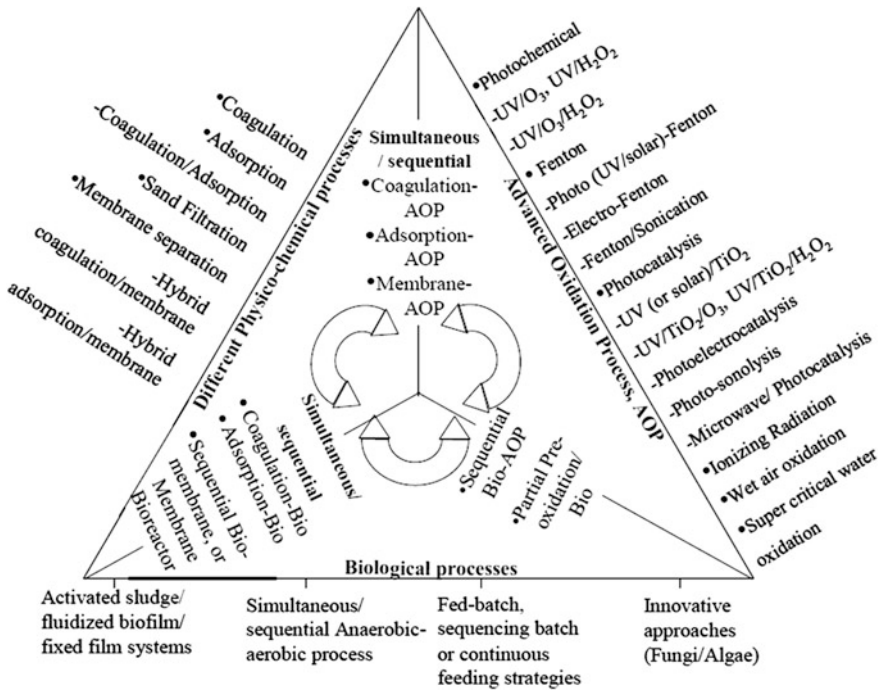 •Coagulation
•Adsorption
-Coagulation/Adsorption
•Sand Filtration
•Membrane separation
-Hybrid
coagulation/membrane
-Hybrid
adsorption/membrane
Different Physico-chemical processes
Simultaneous
/ sequential
•Coagulation-
AOP
•Adsorption-
AOP
•Membrane-
AOP
Advanced Oxidation Process, AOP
•Photochemical
-UV/O₃, UV/H₂O₂
-UV/O₃/H₂O₂
• Fenton
-Photo (UV/solar)-Fenton
-Electro-Fenton
-Fenton/Sonication
•Photocatalysis
-UV (or solar)/TiO₂
-UV/TiO₂/O₃, UV/TiO₂/H₂O₂
-Photoelectrocatalysis
-Photo-sonolysis
-Microwave/ Photocatalysis
•Ionizing Radiation
•Wet air oxidation
•Super critical water
oxidation
Simultaneous/
sequential
•Coagulation-Bio
•Adsorption-Bio
•Sequential Bio-
membrane, or
Membrane
Bioreactor
•Sequential
Bio-AOP
•Partial Pre-
oxidation/
Bio
Biological processes
Activated sludge/
fluidized biofilm/
fixed film systems
Simultaneous/
sequential Anaerobic-
aerobic process
Fed-batch,
sequencing batch
or continuous
feeding strategies
Innovative
approaches
(Fungi/Algae)